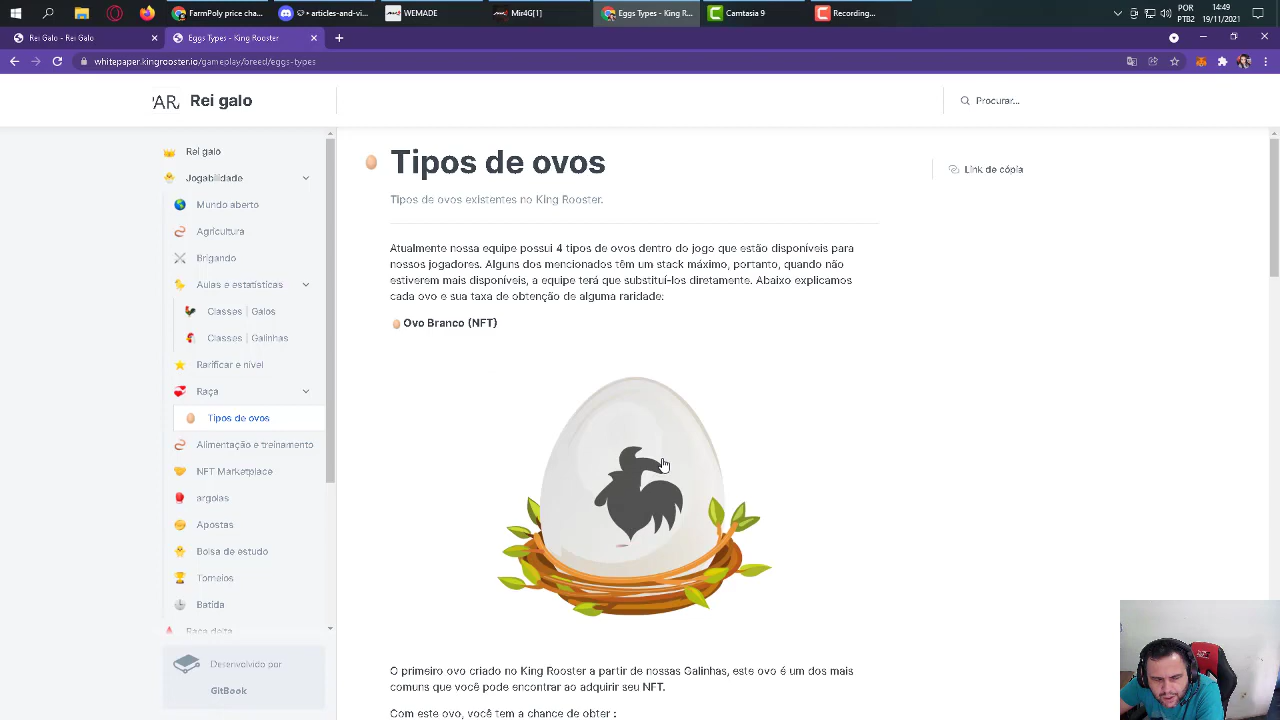 FarmPoly price cha...
• articles-and-vi...
WEMADE
Mir4G[1]
Eggs Types - King R...
Camtasia 9
Recording...
POR
PTB2
14:49
19/11/2021
Rei Galo - Rei Galo
Eggs Types - King Rooster
whitepaper.kingrooster.io/gameplay/breed/eggs-types
Rei galo
Procurar...
Rei galo
Jogabilidade
Mundo aberto
Agricultura
Brigando
Aulas e estatísticas
Classes | Galos
Classes | Galinhas
Rarificar e nível
Raça
Tipos de ovos
Alimentação e treinamento
NFT Marketplace
argolas
Apostas
Bolsa de estudo
Torneios
Batida
Desenvolvido por
GitBook
Tipos de ovos
Tipos de ovos existentes no King Rooster.
Link de cópia
Atualmente nossa equipe possui 4 tipos de ovos dentro do jogo que estão disponíveis para
nossos jogadores. Alguns dos mencionados têm um stack máximo, portanto, quando não
estiverem mais disponíveis, a equipe terá que substituí-los diretamente. Abaixo explicamos
cada ovo e sua taxa de obtenção de alguma raridade:
Ovo Branco (NFT)
O primeiro ovo criado no King Rooster a partir de nossas Galinhas, este ovo é um dos mais
comuns que você pode encontrar ao adquirir seu NFT.
Com este ovo, você tem a chance de obter :